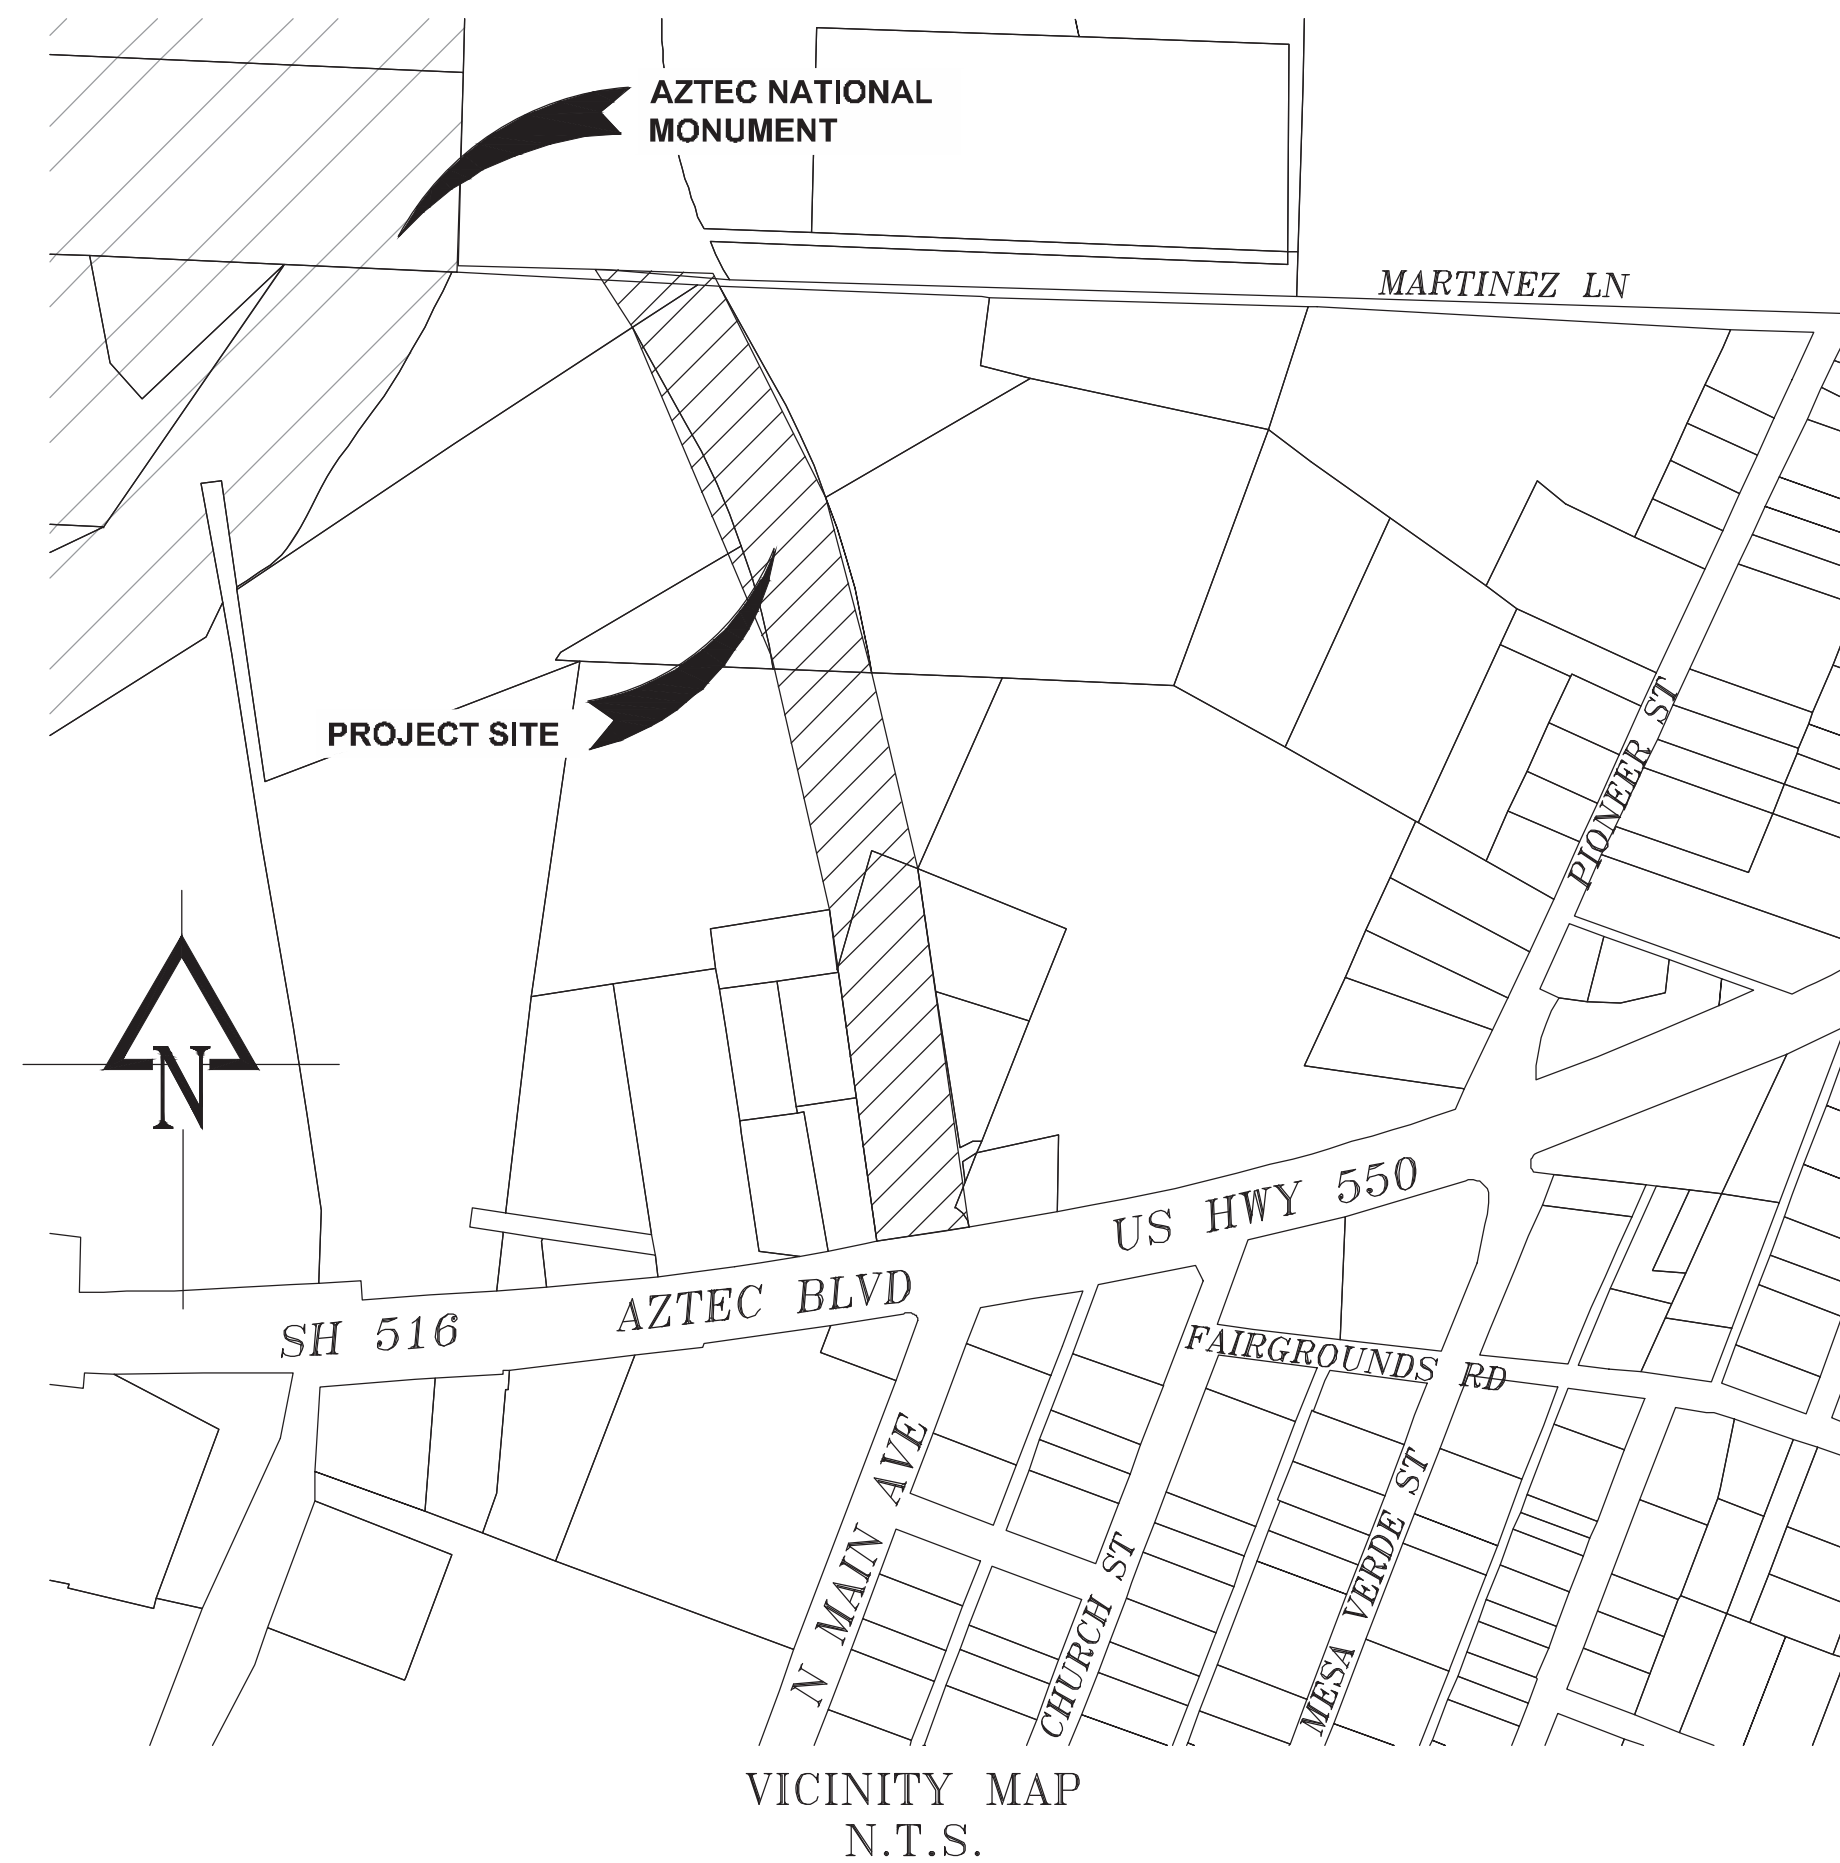 AZTEC NATIONAL
MONUMENT
MARTINEZ LN
PROJECT SITE
PIONEER ST
N
US HWY 550
AZTEC BLVD
SH 516
FAIRGROUNDS RD
N MAIN AVE
CHURCH ST
MESA VERDE ST
VICINITY MAP
N.T.S.